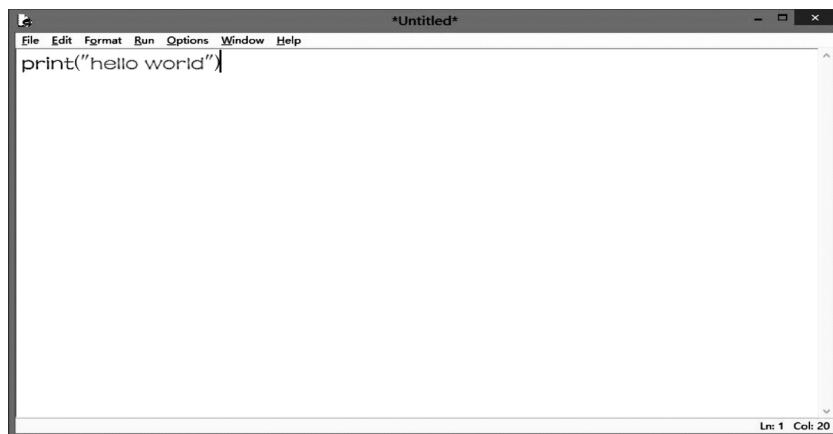 *Untitled*
File Edit Format Run Options Window Help
print("hello world")
Ln: 1 Col: 20